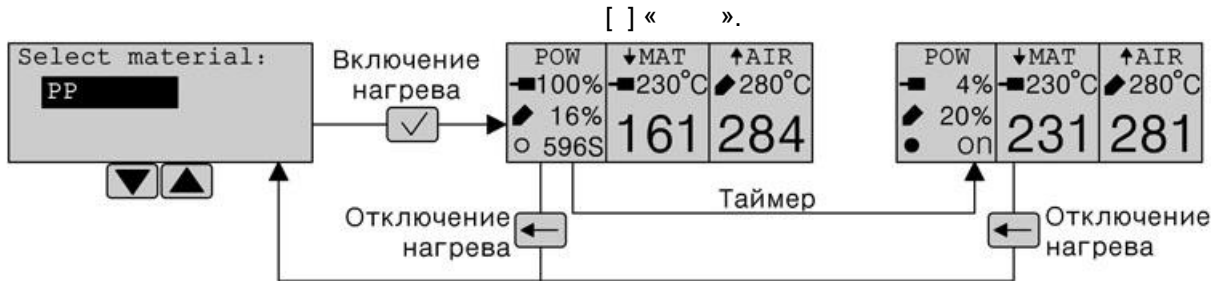 [ ] « ».
Select material:
PP
Включение
нагрева
POW
100%
16%
596S
↓MAT
230°C
161
↑AIR
280°C
284
POW
4%
20%
on
↓MAT
230°C
231
↑AIR
280°C
281
Таймер
Отключение
нагрева
Отключение
нагрева